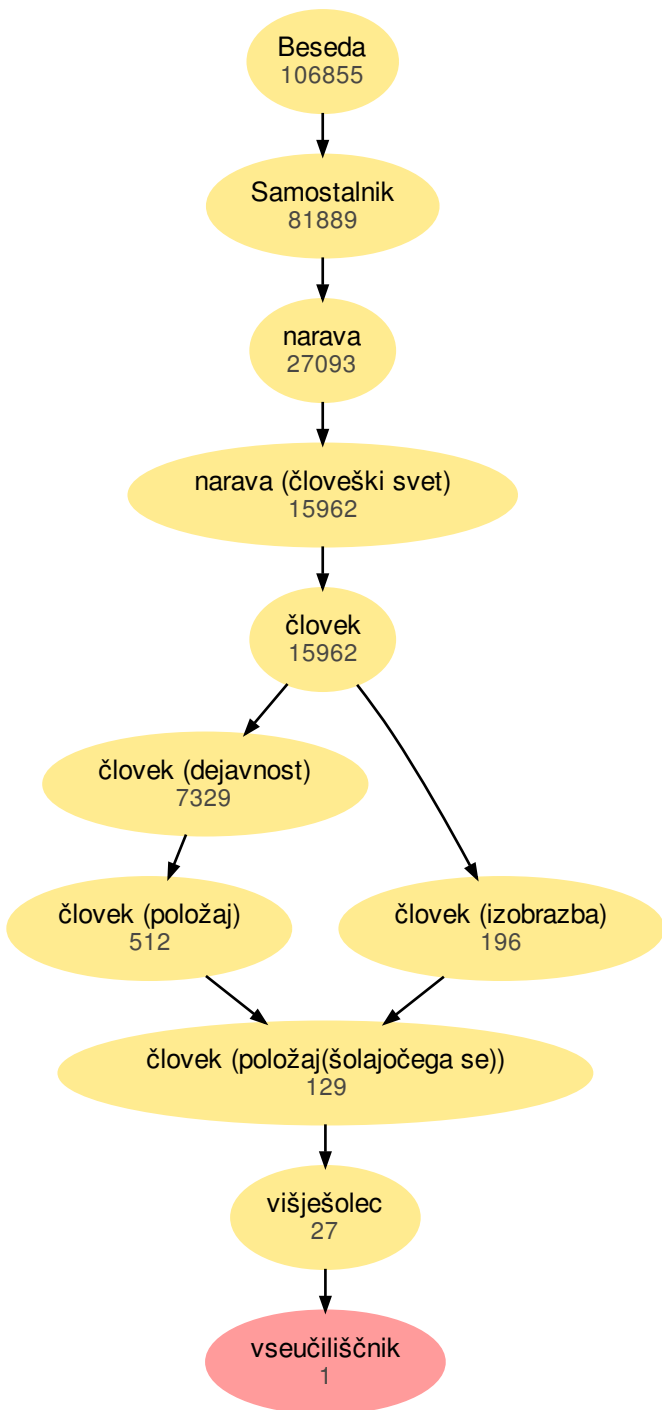 Beseda
106855
Samostalnik
81889
narava
27093
narava (človeški svet)
15962
človek
15962
človek (dejavnost)
7329
človek (položaj)
512
človek (izobrazba)
196
človek (položaj(šolajočega se))
129
višješolec
27
vseučiliščnik
1